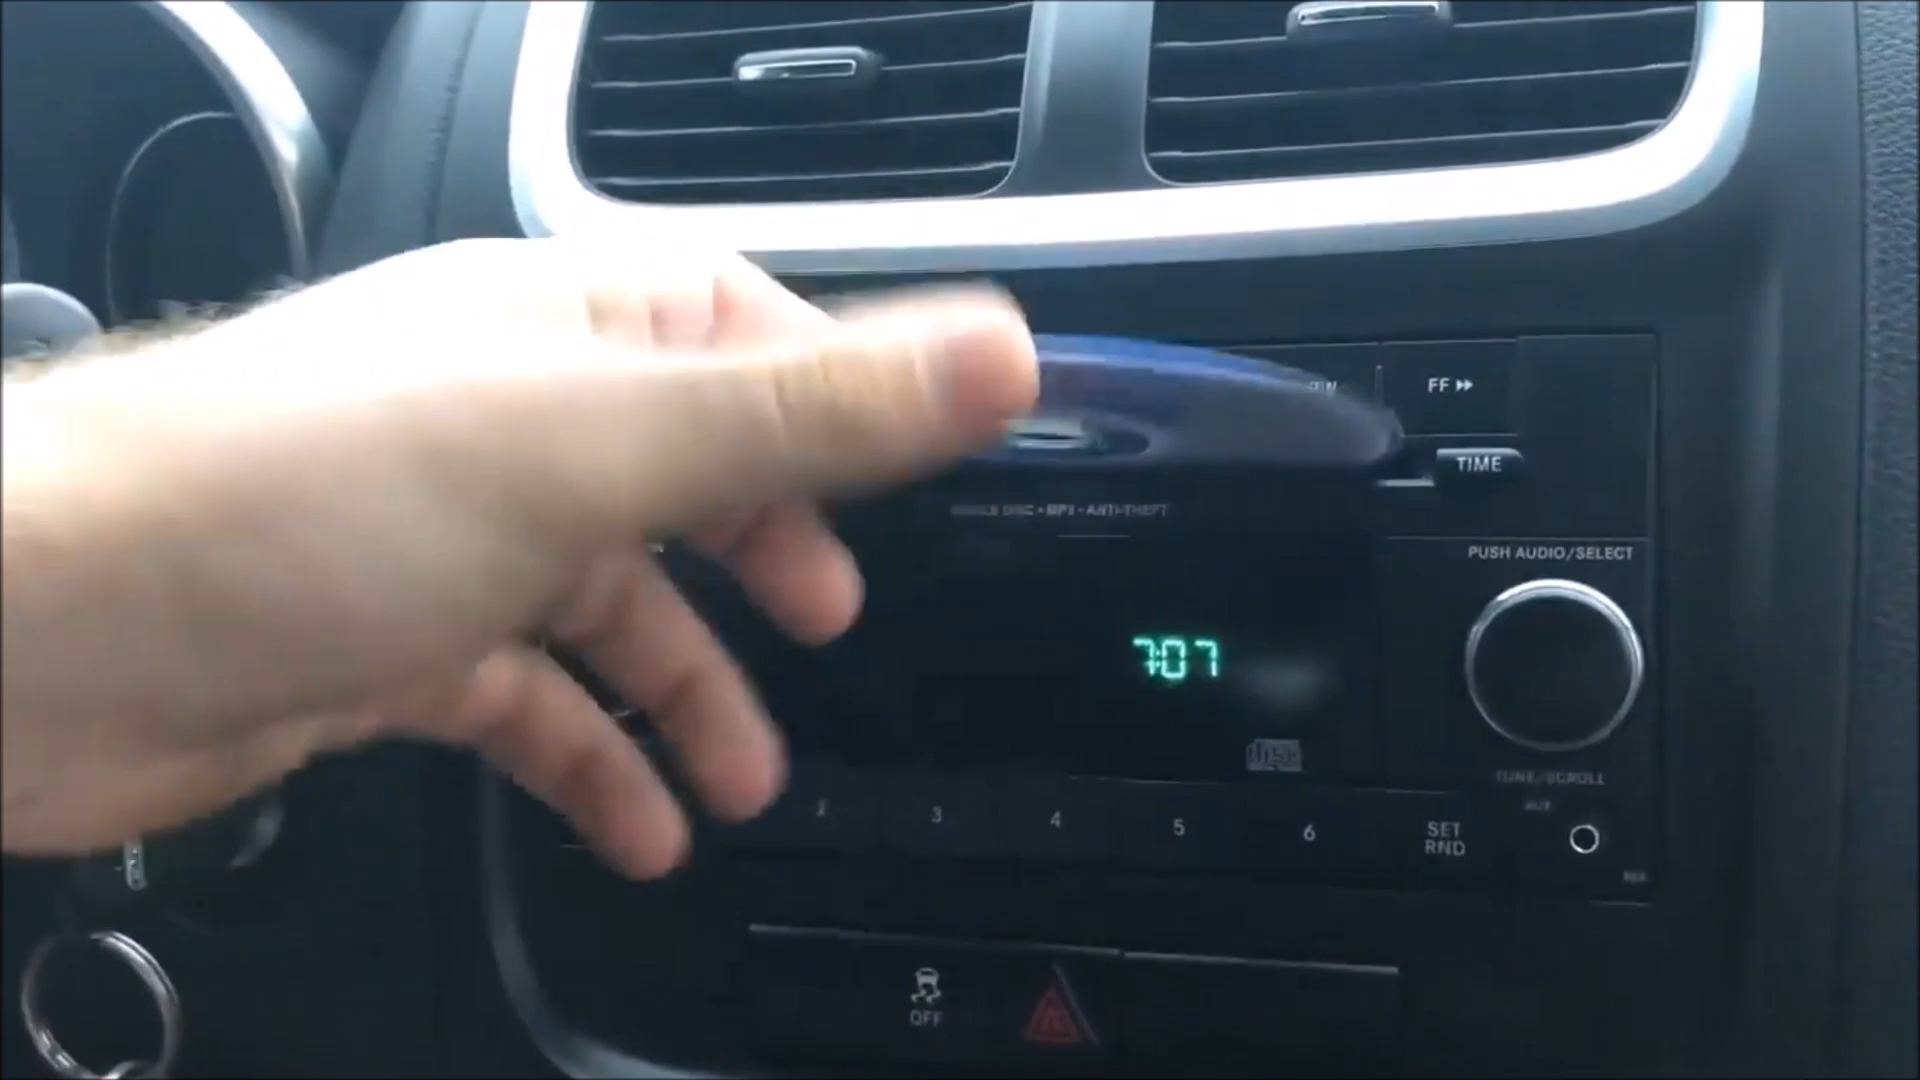 FF
TIME
SINGLE DISC • MP3 • ANTI-THEFT
PUSH AUDIO/SELECT
7:07
TUNE/SCROLL
AUX
2 3 4 5 6 SET RND
OFF